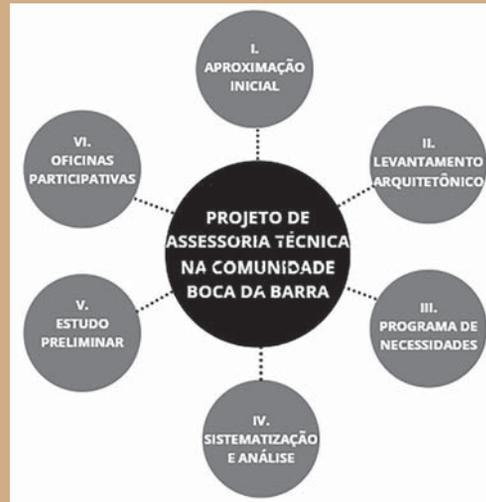 I.
APROXIMAÇÃO
INICIAL
II.
LEVANTAMENTO
ARQUITETÔNICO
III.
PROGRAMA DE
NECESSIDADES
IV.
SISTEMATIZAÇÃO
E ANÁLISE
V.
ESTUDO
PRELIMINAR
VI.
OFICINAS
PARTICIPATIVAS
PROJETO DE
ASSESSORIA TÉCNICA
NA COMUNIDADE
BOCA DA BARRA